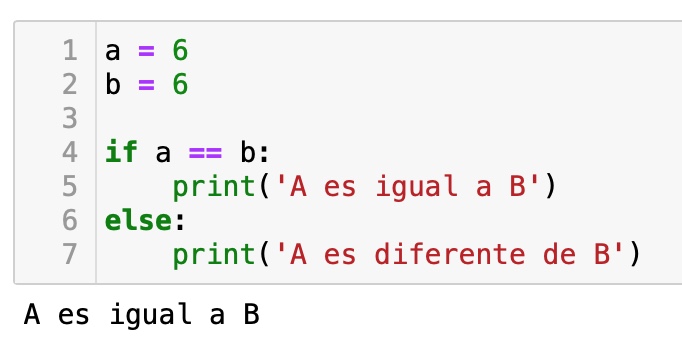 1 a = 6
2 b = 6
3
4 if a == b:
5     print('A es igual a B')
6 else:
7     print('A es diferente de B')
A es igual a B